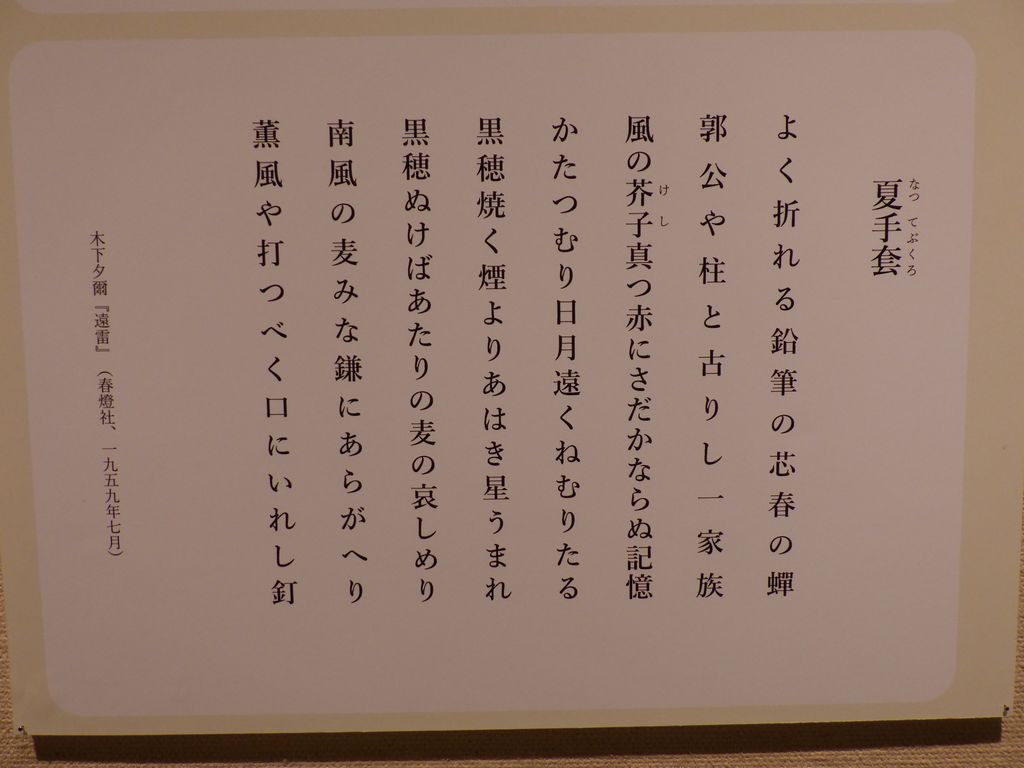 夏手套
なつ てぶくろ
よく折れる鉛筆の芯春の蟬
郭公や柱と古りし一家族
風の芥子真つ赤にさだかならぬ記憶
けし
かたつむり日月遠くねむりたる
黒穂焼く煙よりあはき星うまれ
黒穂ぬけばあたりの麦の哀しめり
南風の麦みな鎌にあらがへり
薫風や打つべく口にいれし釘
木下夕爾『遠雷』（春燈社、一九五九年七月）